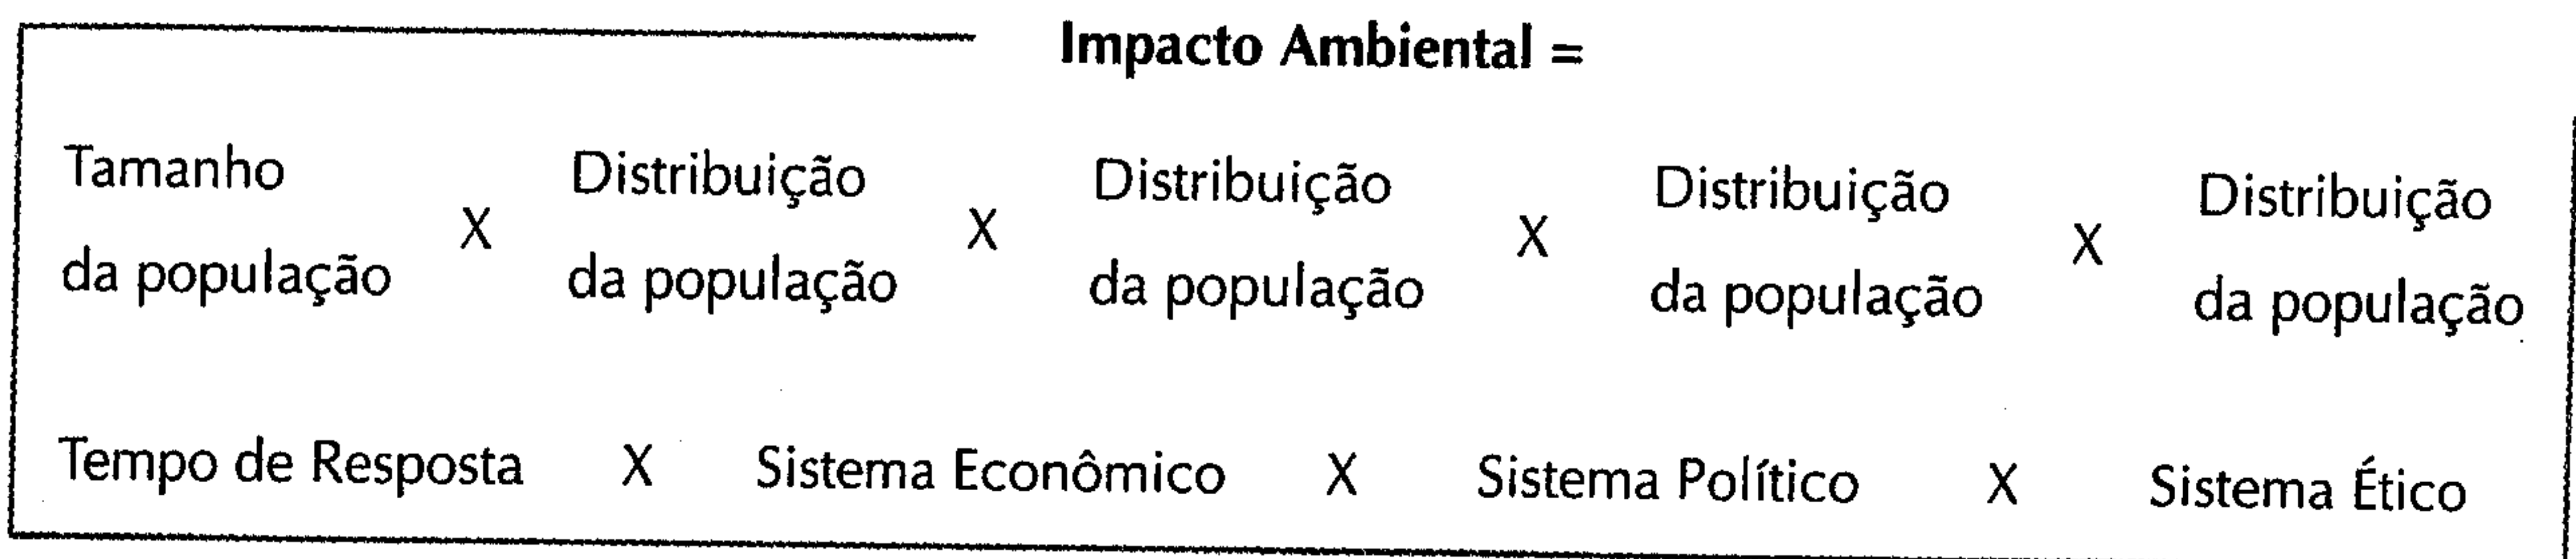 Impacto Ambiental =
Tamanho da população X Distribuição da população X Distribuição da população X Distribuição da população X Distribuição da população
Tempo de Resposta X Sistema Econômico X Sistema Político X Sistema Ético